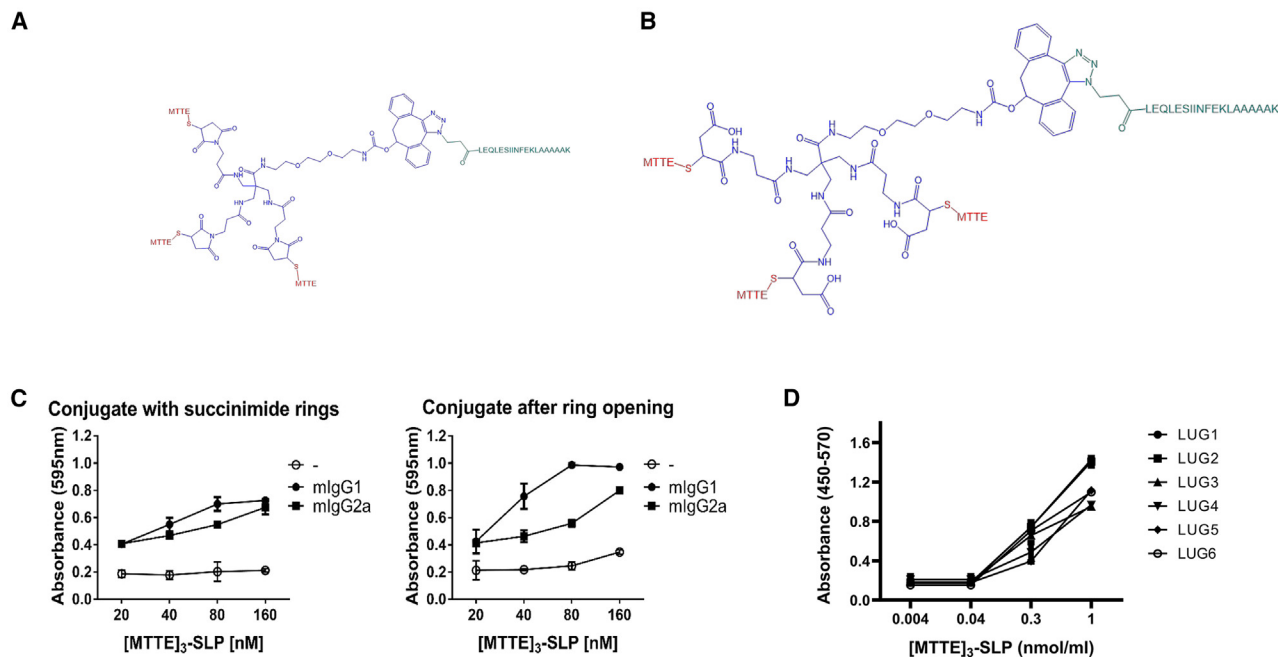 A
MTTE
S
O
N
O
O
NH
O
H
N
O
O
H
N
O
O
N
N
N
O
LEQLESIINFEKLAAAAAK
HN
NH
O
O
MTTE
S
O
N
O
O
N
O
S
MTTE
B
MTTE
S
O
OH
O
H
N
O
H
N
O
H
N
O
O
H
N
O
O
N
N
N
O
LEQLESIINFEKLAAAAAK
N
H
O
N
H
O
S
MTTE
HO
O
HN
O
NH
O
MTTE
S
OH
O
C
Conjugate with succinimide rings
Absorbance (595nm)
1.2
1.0
0.8
0.6
0.4
0.2
0.0
20 40 80 160
[MTTE]₃-SLP [nM]
-
mIgG1
mIgG2a
Conjugate after ring opening
Absorbance (595nm)
1.2
1.0
0.8
0.6
0.4
0.2
0.0
20 40 80 160
[MTTE]₃-SLP [nM]
-
mIgG1
mIgG2a
D
Absorbance (450-570)
1.6
1.2
0.8
0.4
0.0
0.004 0.04 0.3 1
[MTTE]₃-SLP (nmol/ml)
LUG1
LUG2
LUG3
LUG4
LUG5
LUG6